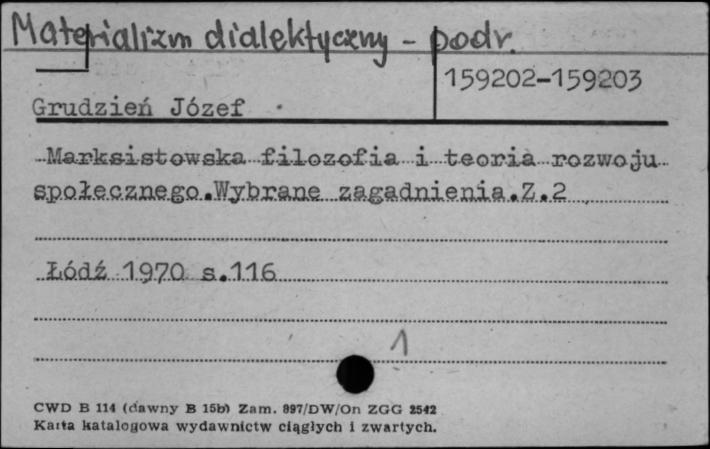 Materializm dialektyczny - podr.
159202-159203
Grudzień Józef
Marksistowska filozofia i teoria rozwoju
społecznego.Wybrane zagadnienia.Z.2
Łódź 1970 s.116
1
CWD B 114 (dawny B 15b) Zam. 897/DW/On ZGG 2542
Karta katalogowa wydawnictw ciągłych i zwartych.